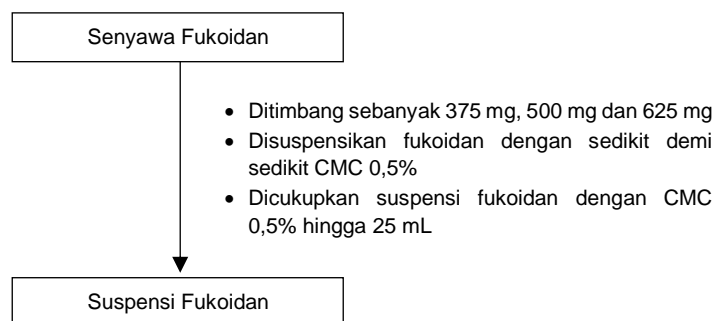 Senyawa Fukoidan
• Ditimbang sebanyak 375 mg, 500 mg dan 625 mg
• Disuspensikan fukoidan dengan sedikit demi
sedikit CMC 0,5%
• Dicukupkan suspensi fukoidan dengan CMC
0,5% hingga 25 mL
Suspensi Fukoidan